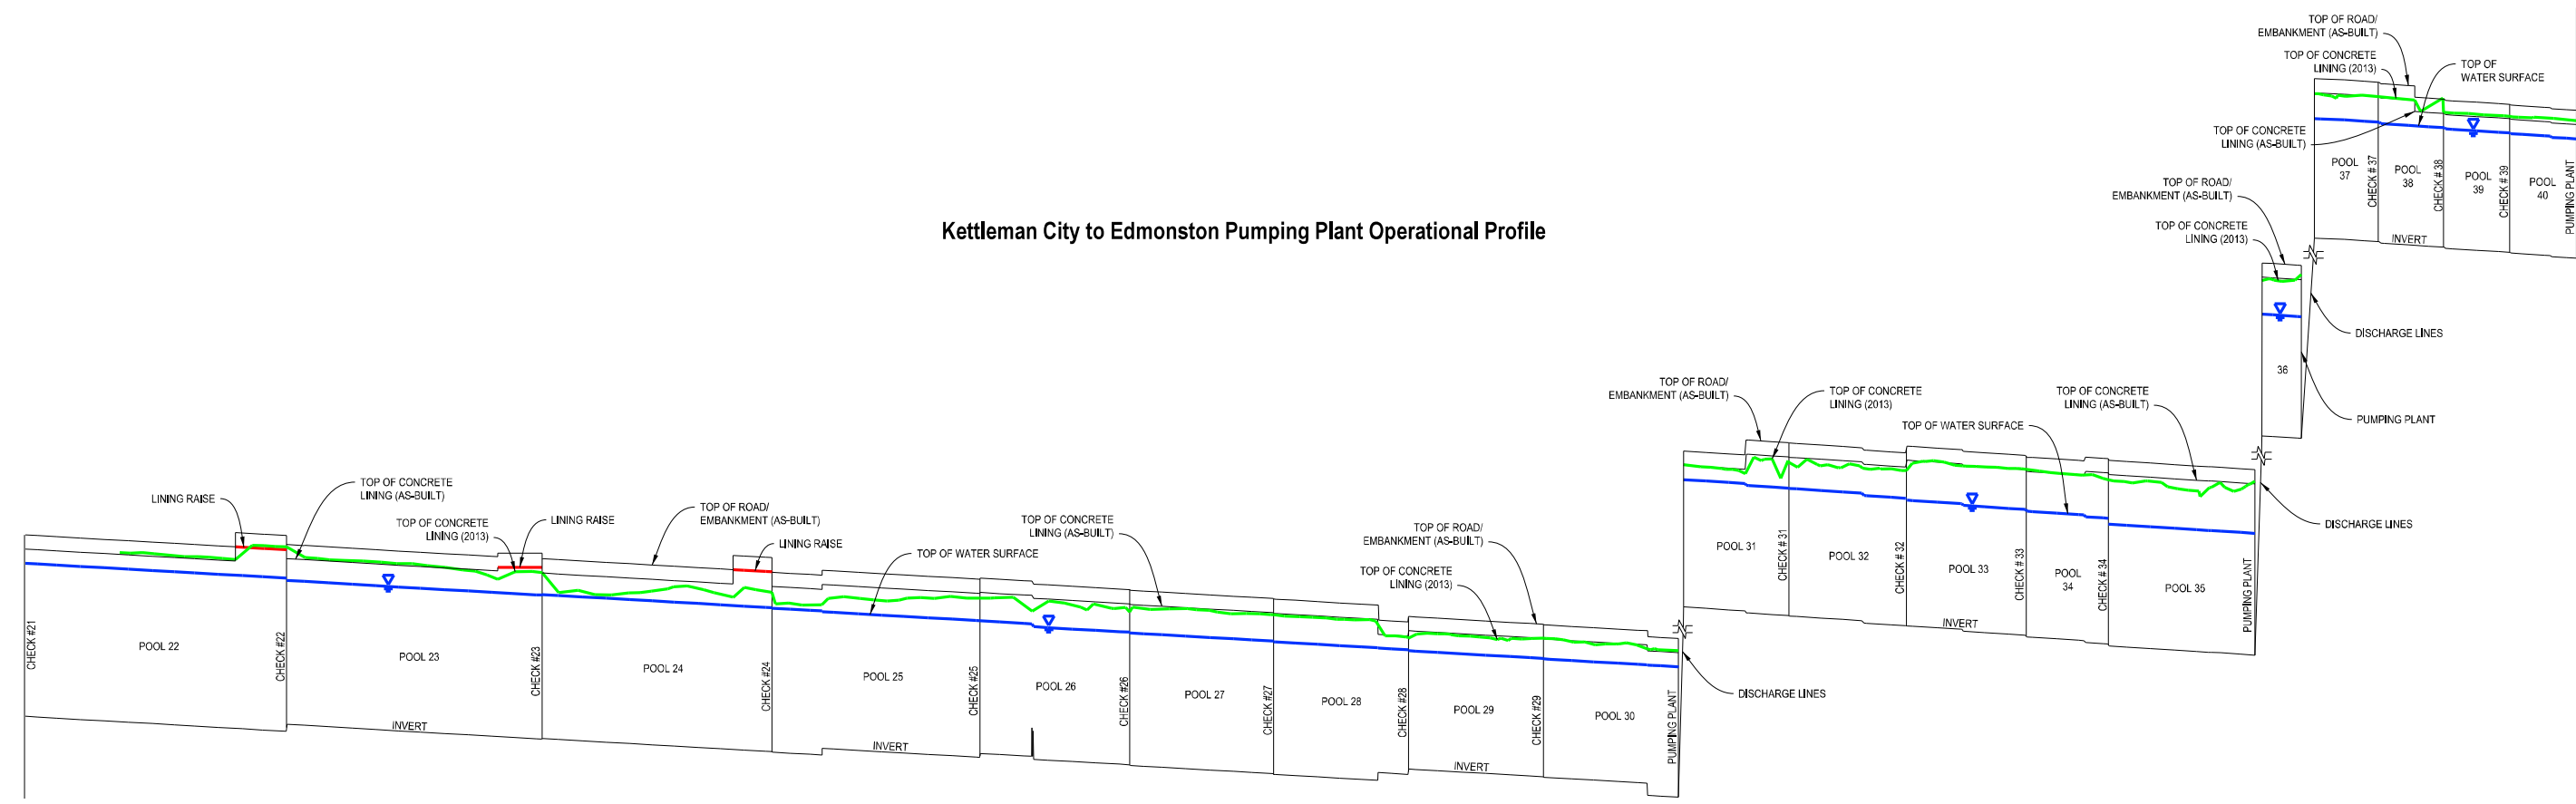 Kettleman City to Edmonston Pumping Plant Operational Profile
LINING RAISE
TOP OF CONCRETE
LINING (AS-BUILT)
TOP OF CONCRETE
LINING (2013)
LINING RAISE
TOP OF ROAD/
EMBANKMENT (AS-BUILT)
LINING RAISE
TOP OF WATER SURFACE
TOP OF CONCRETE
LINING (AS-BUILT)
TOP OF ROAD/
EMBANKMENT (AS-BUILT)
TOP OF CONCRETE
LINING (2013)
CHECK #21
POOL 22
CHECK #22
POOL 23
INVERT
CHECK #23
POOL 24
CHECK #24
POOL 25
INVERT
CHECK #25
POOL 26
CHECK #26
POOL 27
CHECK #27
POOL 28
CHECK #28
POOL 29
INVERT
CHECK #29
POOL 30
PUMPING PLANT
DISCHARGE LINES
TOP OF ROAD/
EMBANKMENT (AS-BUILT)
TOP OF CONCRETE
LINING (2013)
TOP OF WATER SURFACE
TOP OF CONCRETE
LINING (AS-BUILT)
POOL 31
CHECK # 31
POOL 32
CHECK # 32
POOL 33
INVERT
CHECK # 33
POOL
34
CHECK # 34
POOL 35
PUMPING PLANT
DISCHARGE LINES
TOP OF ROAD/
EMBANKMENT (AS-BUILT)
TOP OF CONCRETE
LINING (2013)
36
PUMPING PLANT
DISCHARGE LINES
TOP OF ROAD/
EMBANKMENT (AS-BUILT)
TOP OF CONCRETE
LINING (2013)
TOP OF
WATER SURFACE
TOP OF CONCRETE
LINING (AS-BUILT)
POOL
37
CHECK # 37
POOL
38
INVERT
CHECK # 38
POOL
39
CHECK # 39
POOL
40
PUMPING PLANT